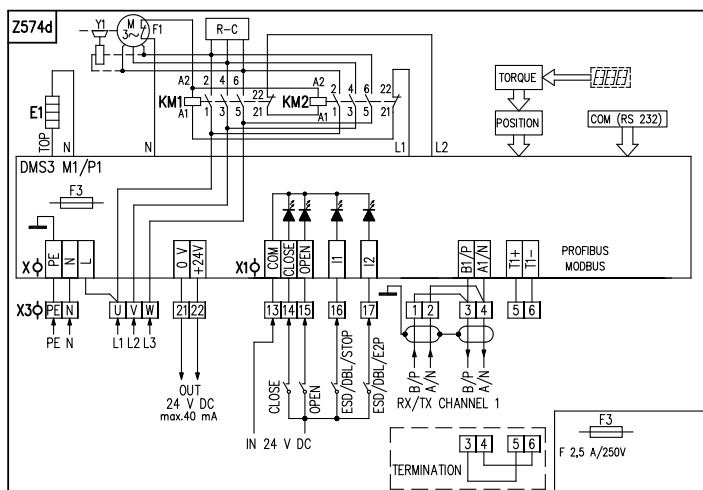 Z574d
Y1
M
3~
F1
R-C
A2
2 4 6
22
KM1
A1
1 3 5
21
A2
2 4 6 22
KM2
A1
1 3 5 21
TORQUE
POSITION
COM (RS 232)
E1
TOP
N
N
L1
L2
DMS3 M1/P1
F3
PE
N
L
0 V
+24V
COM
CLOSE
OPEN
I1
I2
B1/P
A1/N
T1+
T1-
PROFIBUS
MODBUS
X
X1
X3
PE N
U V W
21 22
13 14 15
16
17
1 2
3 4
5 6
PE N
L1 L2 L3
OUT
24 V DC
max.40 mA
CLOSE
OPEN
ESD/DBL/STOP
ESD/DBL/E2P
IN 24 V DC
B/P
A/N
B/P
A/N
RX/TX CHANNEL 1
3 4
5 6
TERMINATION
F3
F 2,5 A/250V